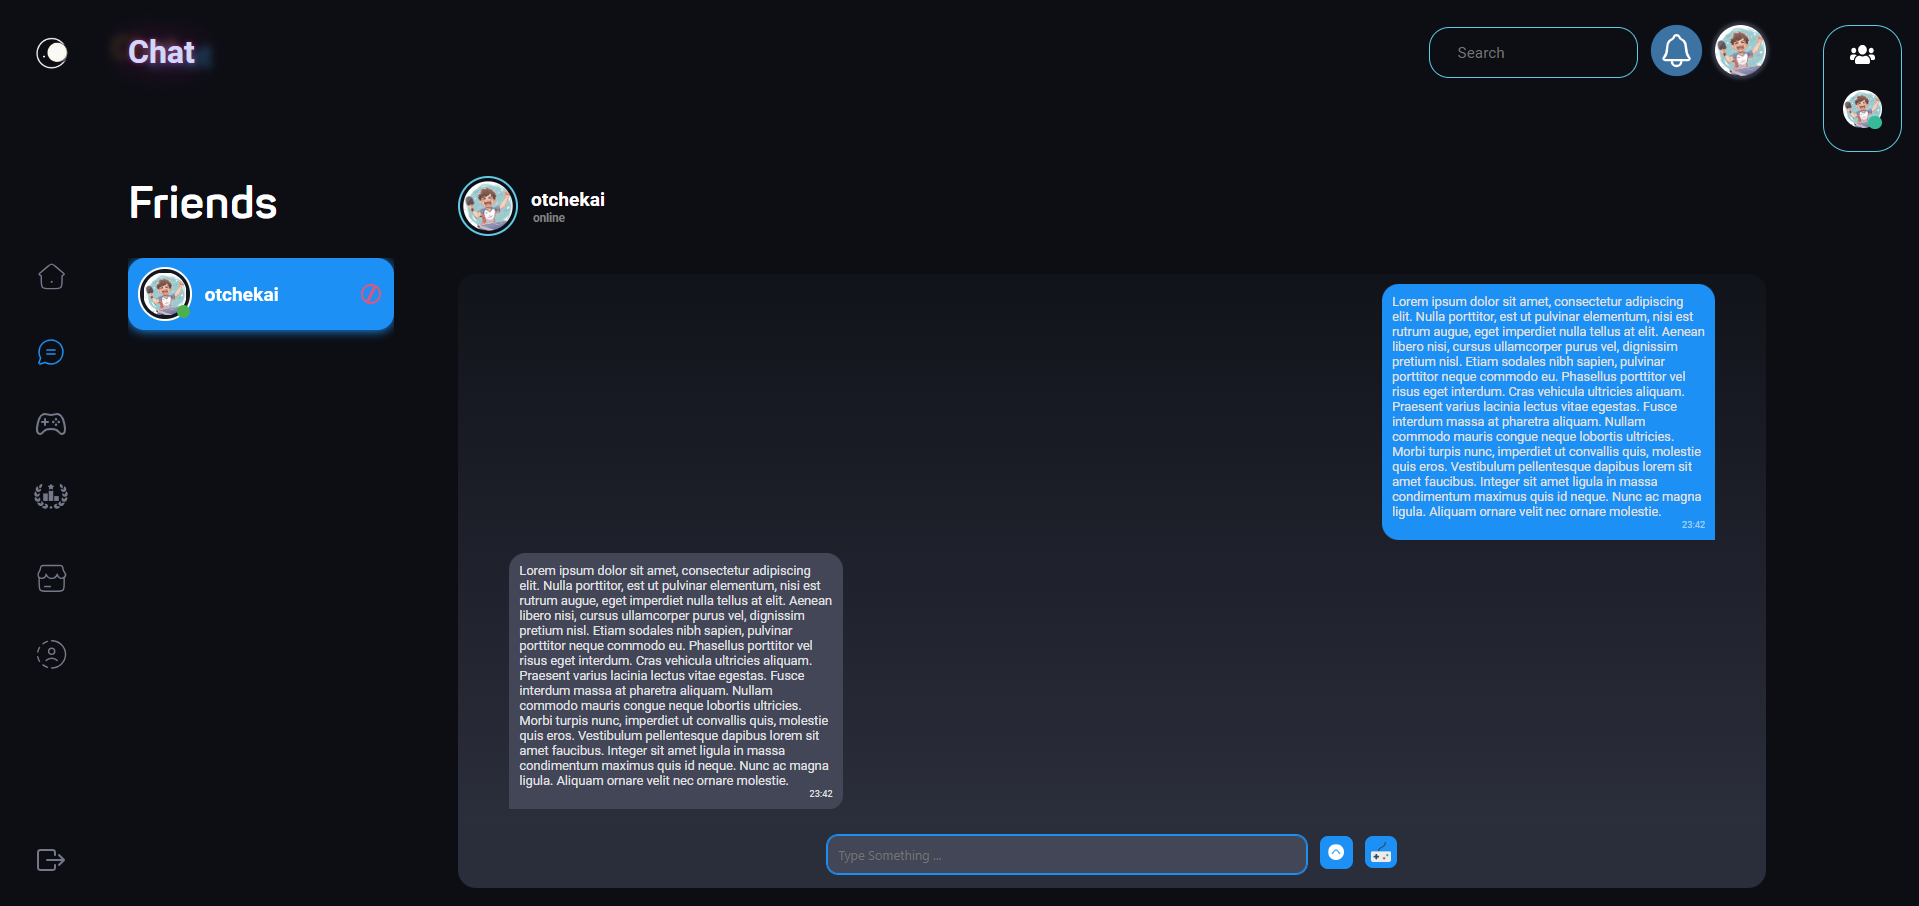 Chat
Search
Friends
otchekai
otchekai
online
Lorem ipsum dolor sit amet, consectetur adipiscing
elit. Nulla porttitor, est ut pulvinar elementum, nisi est
rutrum augue, eget imperdiet nulla tellus at elit. Aenean
libero nisi, cursus ullamcorper purus vel, dignissim
pretium nisl. Etiam sodales nibh sapien, pulvinar
porttitor neque commodo eu. Phasellus porttitor vel
risus eget interdum. Cras vehicula ultricies aliquam.
Praesent varius lacinia lectus vitae egestas. Fusce
interdum massa at pharetra aliquam. Nullam
commodo mauris congue neque lobortis ultricies.
Morbi turpis nunc, imperdiet ut convallis quis, molestie
quis eros. Vestibulum pellentesque dapibus lorem sit
amet faucibus. Integer sit amet ligula in massa
condimentum maximus quis id neque. Nunc ac magna
ligula. Aliquam ornare velit nec ornare molestie.
23:42
Lorem ipsum dolor sit amet, consectetur adipiscing
elit. Nulla porttitor, est ut pulvinar elementum, nisi est
rutrum augue, eget imperdiet nulla tellus at elit. Aenean
libero nisi, cursus ullamcorper purus vel, dignissim
pretium nisl. Etiam sodales nibh sapien, pulvinar
porttitor neque commodo eu. Phasellus porttitor vel
risus eget interdum. Cras vehicula ultricies aliquam.
Praesent varius lacinia lectus vitae egestas. Fusce
interdum massa at pharetra aliquam. Nullam
commodo mauris congue neque lobortis ultricies.
Morbi turpis nunc, imperdiet ut convallis quis, molestie
quis eros. Vestibulum pellentesque dapibus lorem sit
amet faucibus. Integer sit amet ligula in massa
condimentum maximus quis id neque. Nunc ac magna
ligula. Aliquam ornare velit nec ornare molestie.
23:42
Type Something ...